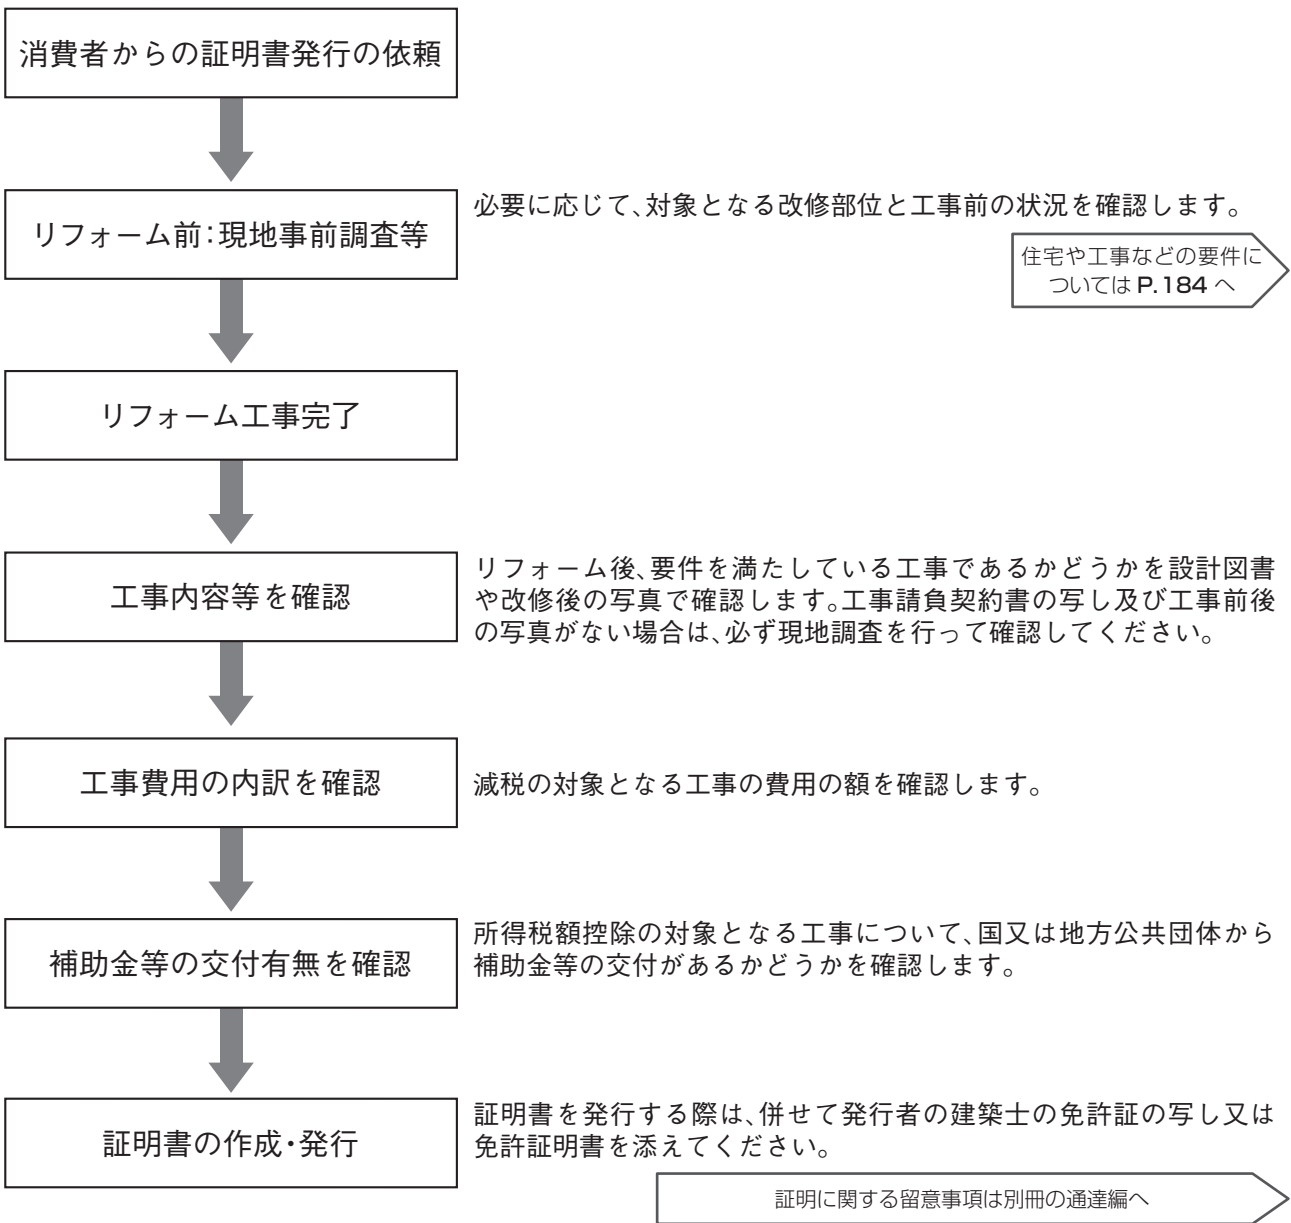 消費者からの証明書発行の依頼
リフォーム前：現地事前調査等
必要に応じて、対象となる改修部位と工事前の状況を確認します。
住宅や工事などの要件に
ついては P.184 へ
リフォーム工事完了
工事内容等を確認
リフォーム後、要件を満たしている工事であるかどうかを設計図書
や改修後の写真で確認します。工事請負契約書の写し及び工事前後
の写真がない場合は、必ず現地調査を行って確認してください。
工事費用の内訳を確認
減税の対象となる工事の費用の額を確認します。
補助金等の交付有無を確認
所得税額控除の対象となる工事について、国又は地方公共団体から
補助金等の交付があるかどうかを確認します。
証明書の作成・発行
証明書を発行する際は、併せて発行者の建築士の免許証の写し又は
免許証明書を添えてください。
証明に関する留意事項は別冊の通達編へ